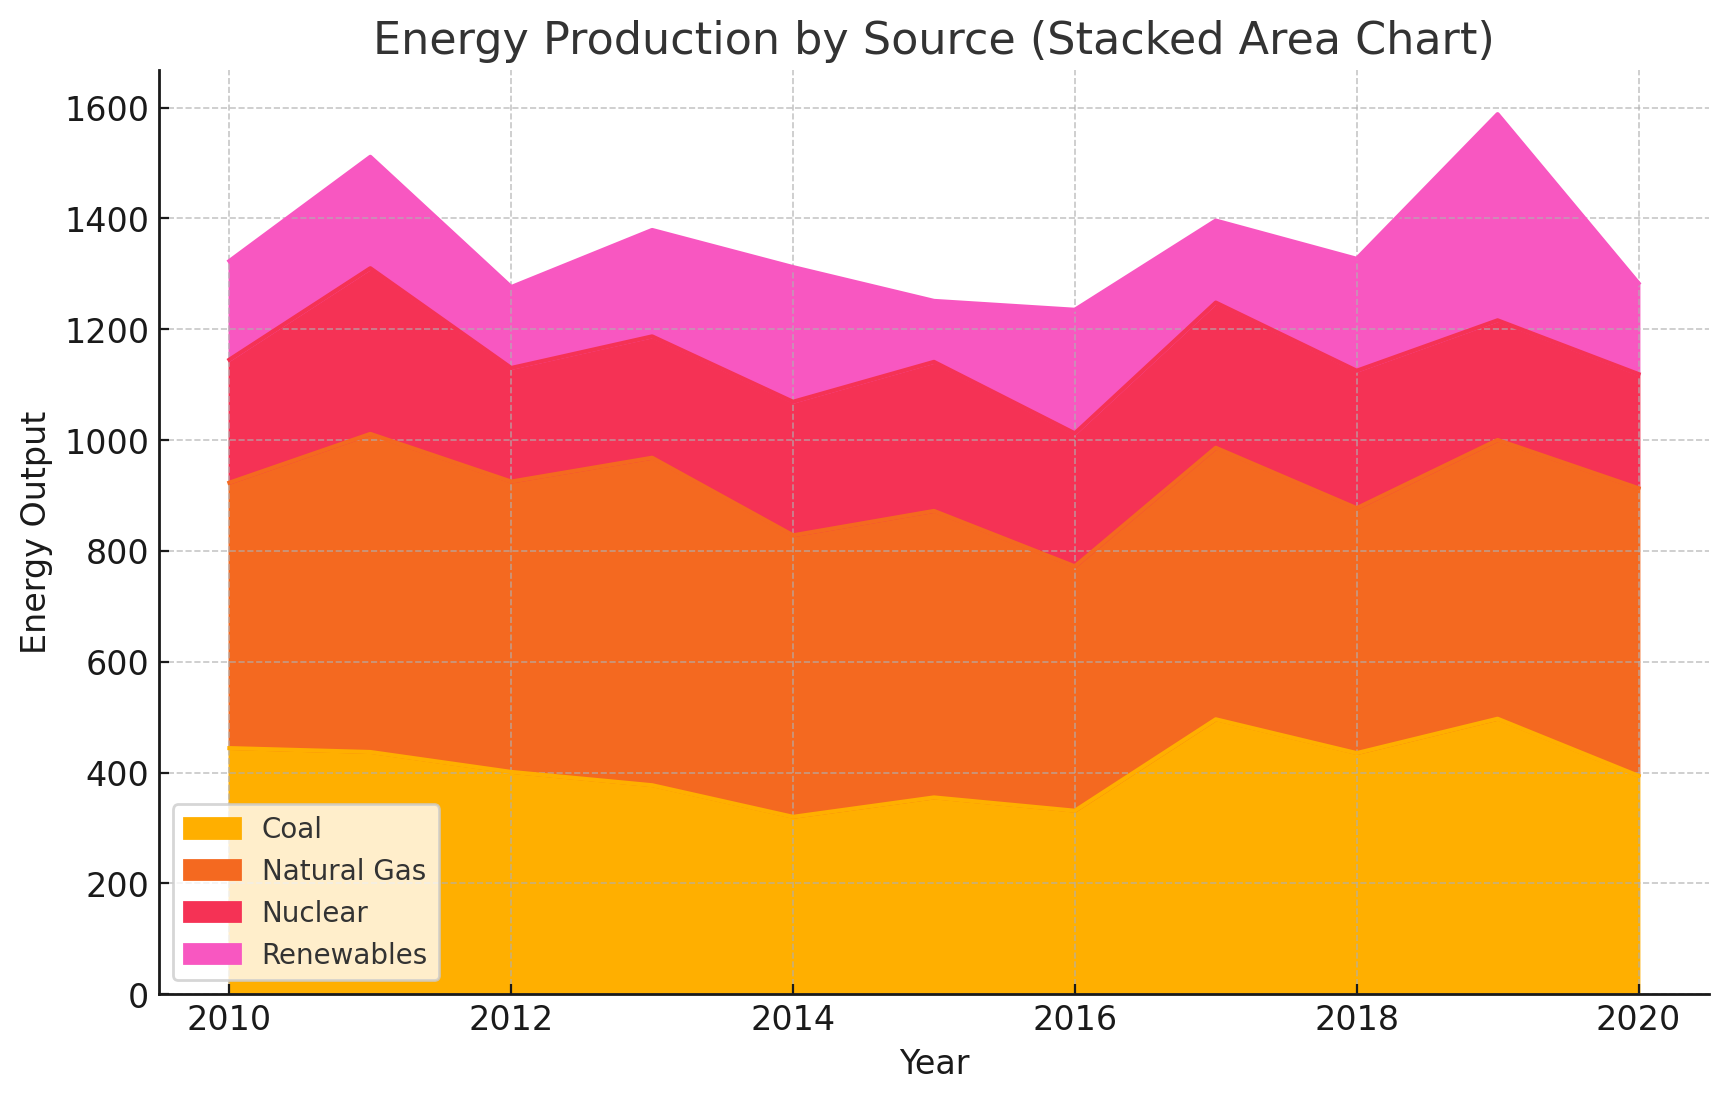 Energy Production by Source (Stacked Area Chart)
1600
1400
1200
1000
800
600
400
200
0
Energy Output
Coal
Natural Gas
Nuclear
Renewables
2010 2012 2014 2016 2018 2020
Year